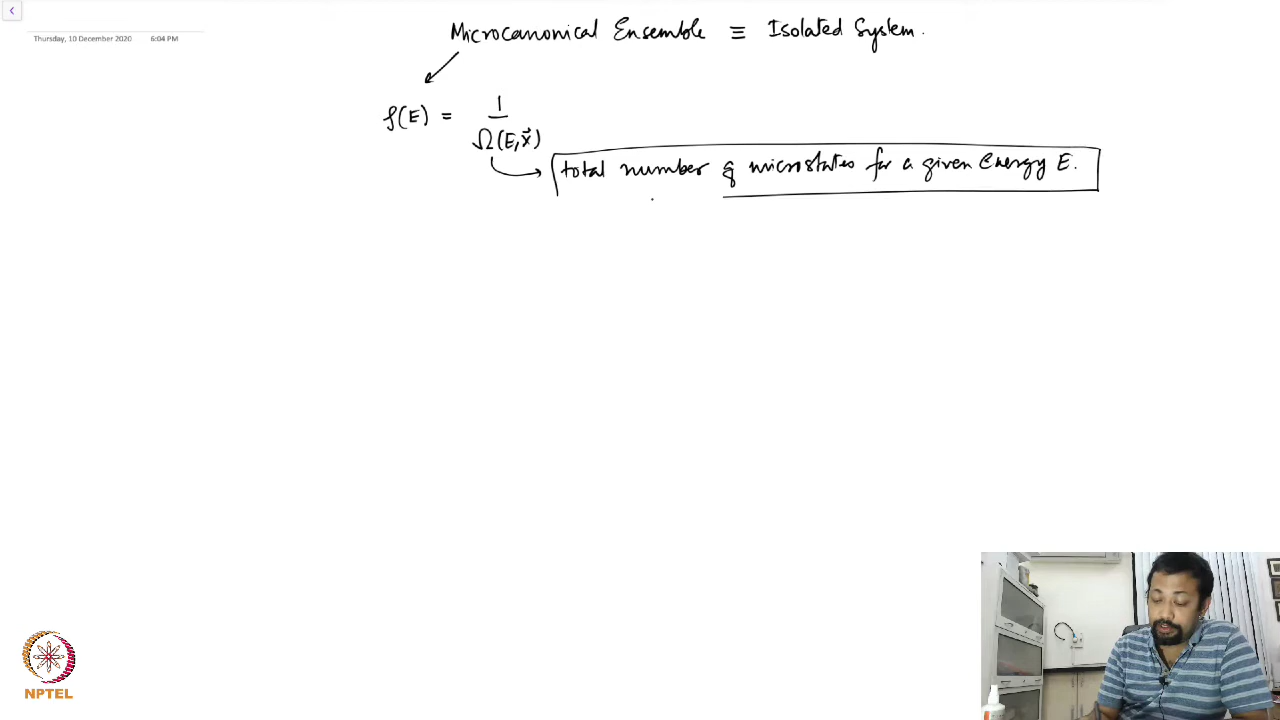 Thursday, 10 December 2020 6:04 PM
Microcanonical Ensemble ≡ Isolated System.
ρ(E) = 1 / Ω(E, x⃗)
total number of microstates for a given Energy E.
NPTEL